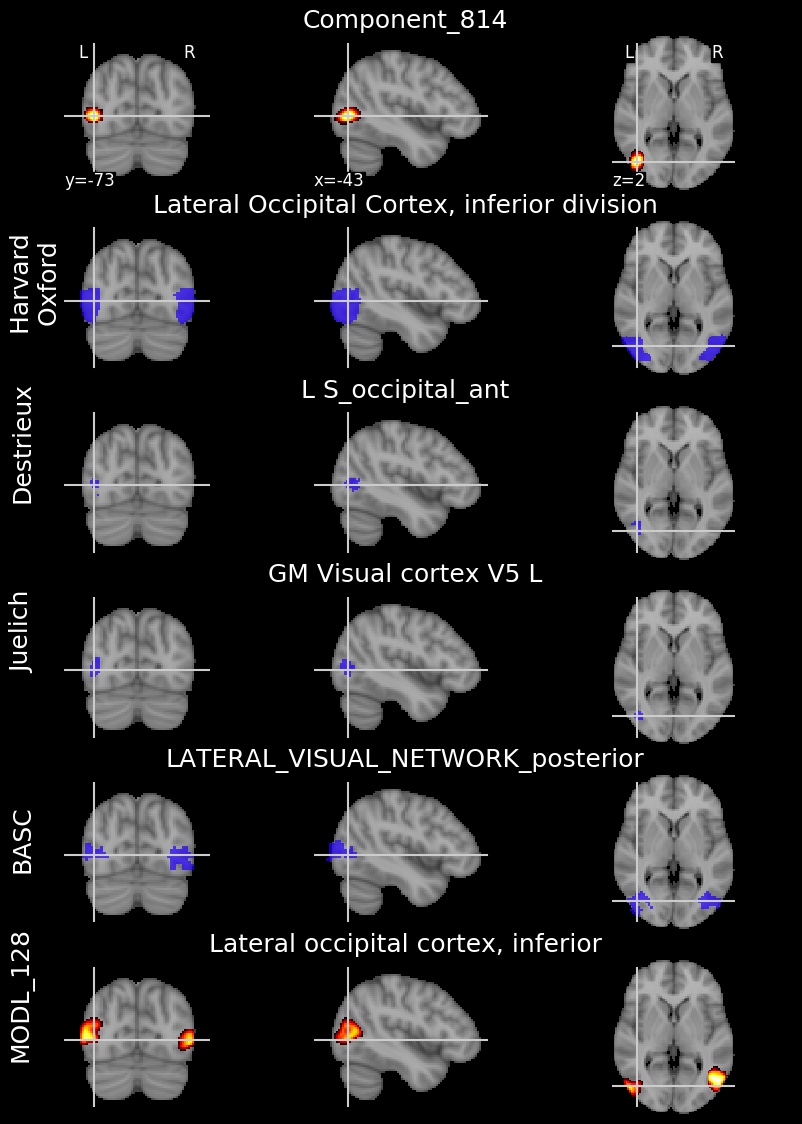 Component_814
L R
L R
y=-73 x=-43 z=2
Lateral Occipital Cortex, inferior division
Harvard
Oxford
L S_occipital_ant
Destrieux
GM Visual cortex V5 L
Juelich
LATERAL_VISUAL_NETWORK_posterior
BASC
Lateral occipital cortex, inferior
MODL_128